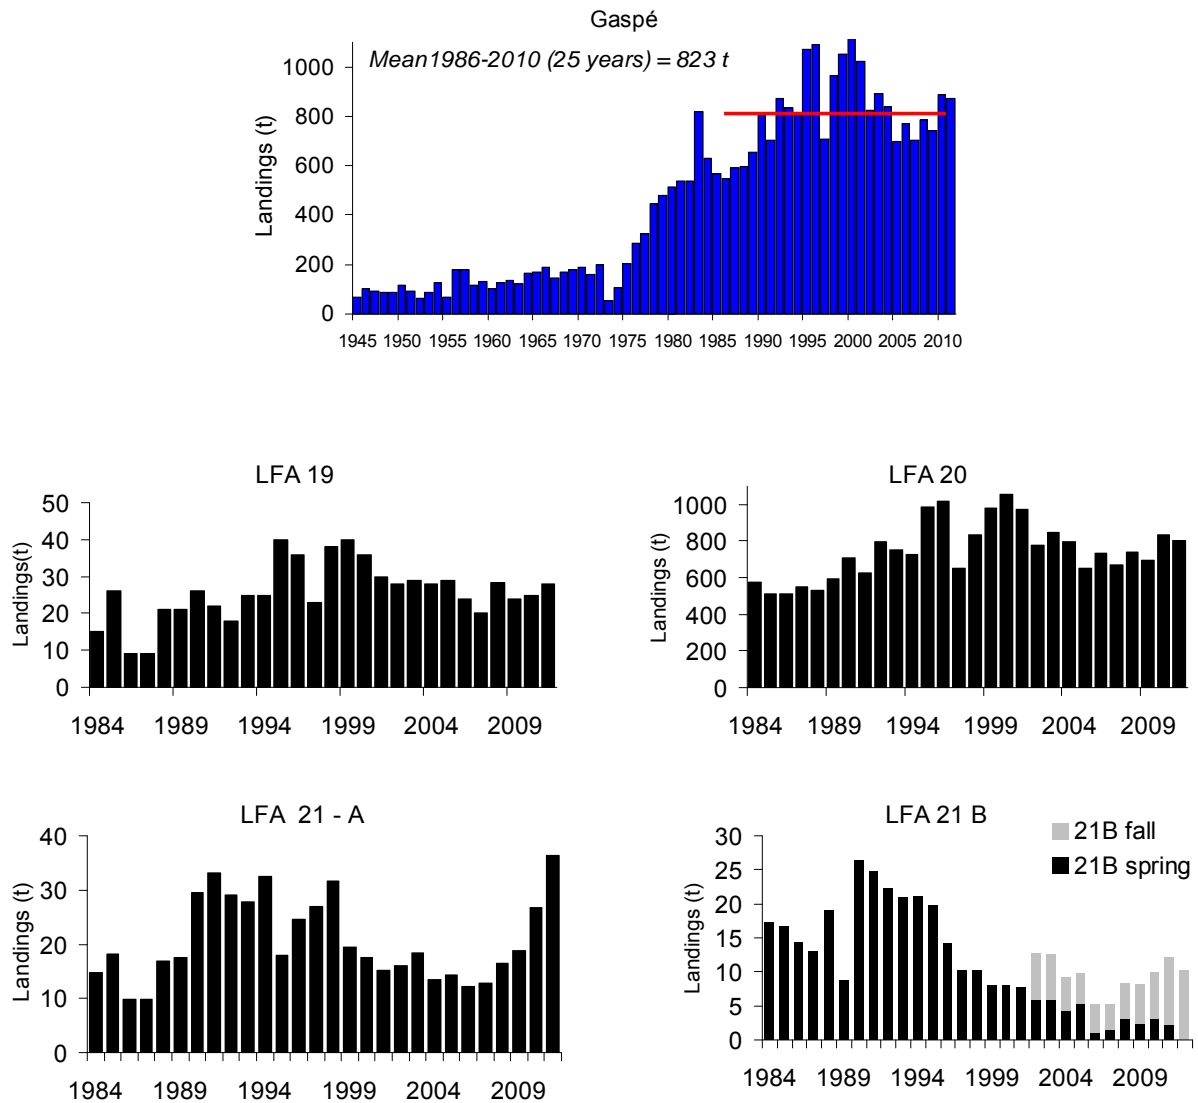 Gaspé
Mean1986-2010 (25 years) = 823 t
Landings (t)
1000
800
600
400
200
0
1945 1950 1955 1960 1965 1970 1975 1980 1985 1990 1995 2000 2005 2010
LFA 19
Landings(t)
50
40
30
20
10
0
1984 1989 1994 1999 2004 2009
LFA 20
Landings (t)
1000
800
600
400
200
0
1984 1989 1994 1999 2004 2009
LFA 21 - A
Landings (t)
40
30
20
10
0
1984 1989 1994 1999 2004 2009
LFA 21 B
21B fall
21B spring
Landings (t)
30
25
20
15
10
5
0
1984 1989 1994 1999 2004 2009